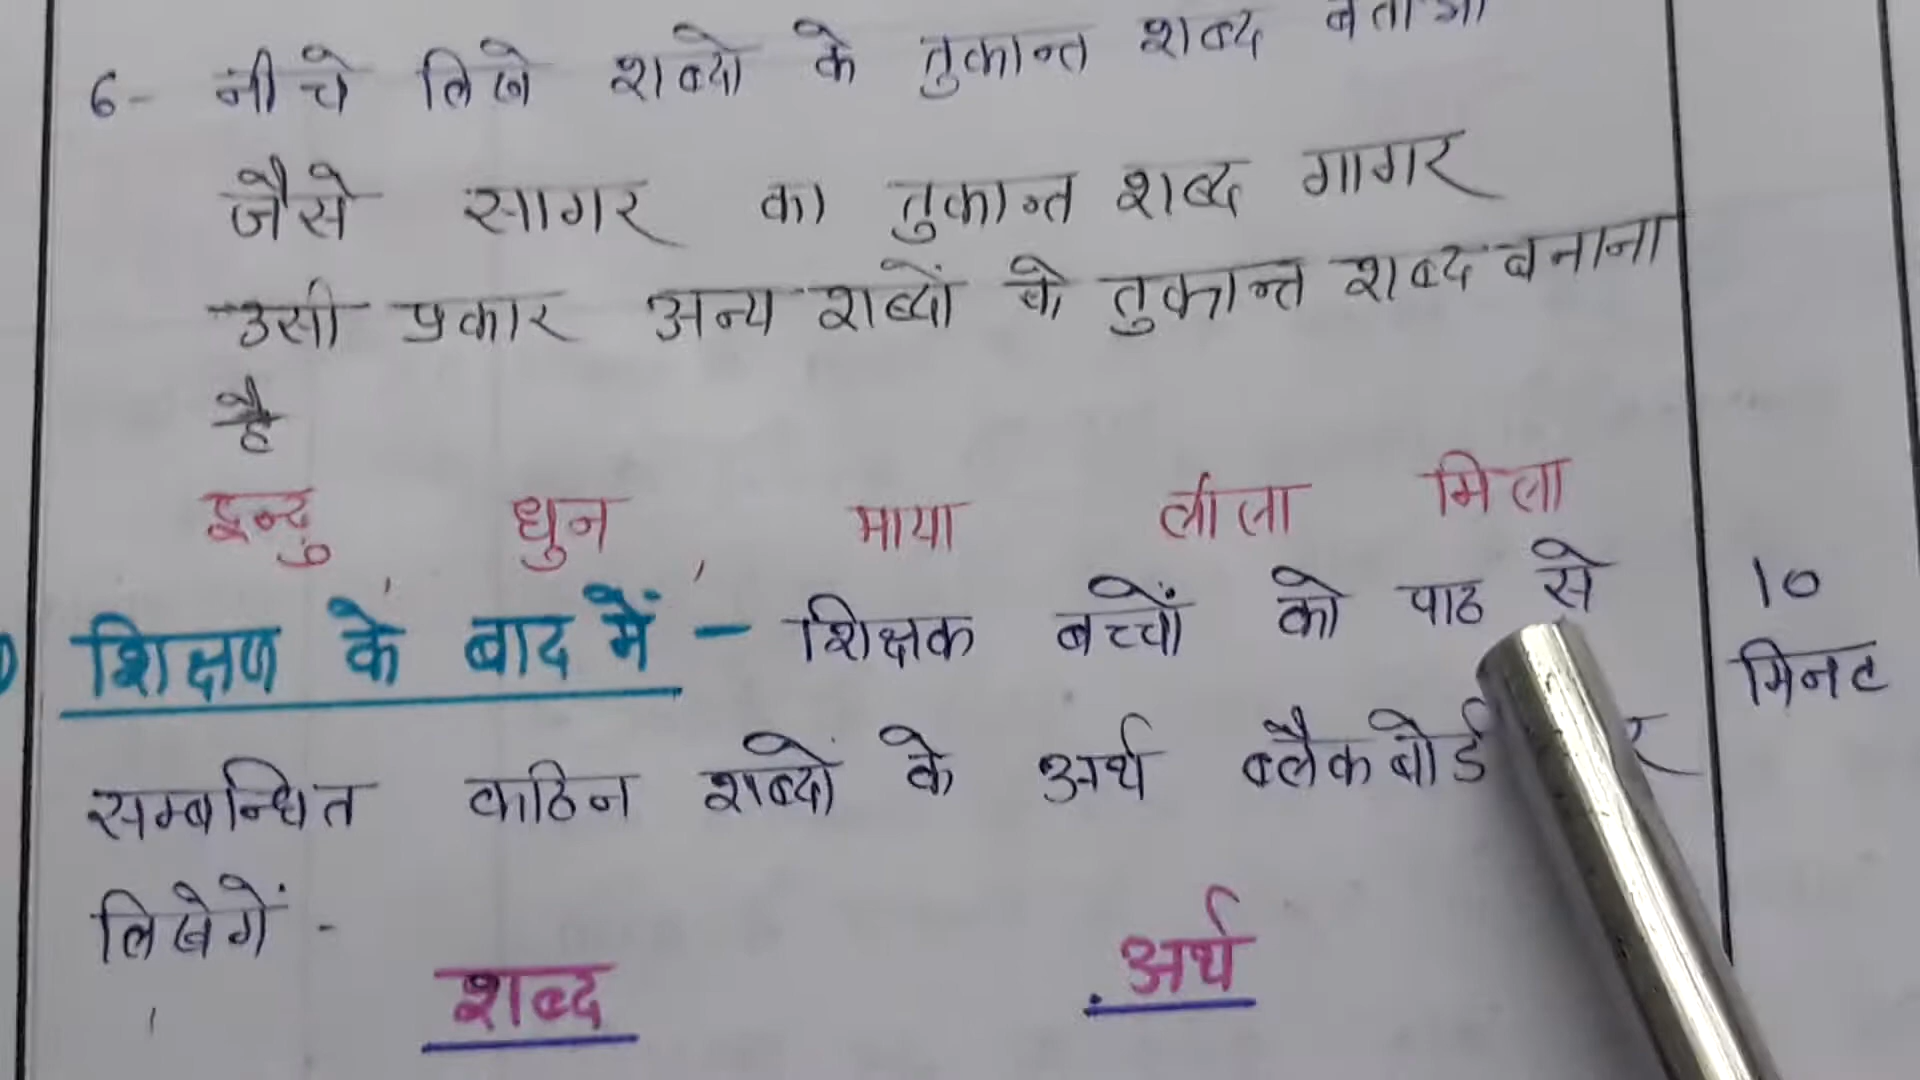 6- नीचे लिखे शब्दो के तुकान्त शब्द बताओ
जैसे सागर का तुकान्त शब्द गागर
उसी प्रकार अन्य शब्दों के तुकान्त शब्द बनाना
है
इन्दु धुन माया लीला मिला
शिक्षण के बाद में - शिक्षक बच्चों को पाठ से 10
मिनट
सम्बन्धित कठिन शब्दो के अर्थ ब्लैकबोर्ड
लिखेगें -
शब्द अर्थ